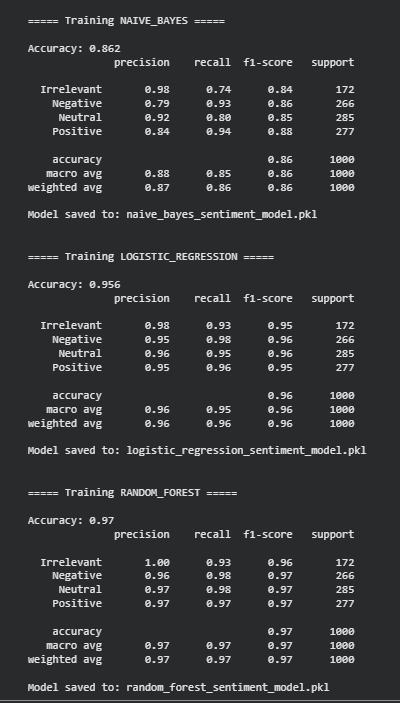 ===== Training NAIVE_BAYES =====
Accuracy: 0.862
precision recall f1-score support
Irrelevant 0.98 0.74 0.84 172
Negative 0.79 0.93 0.86 266
Neutral 0.92 0.80 0.85 285
Positive 0.84 0.94 0.88 277
accuracy 0.86 1000
macro avg 0.88 0.85 0.86 1000
weighted avg 0.87 0.86 0.86 1000
Model saved to: naive_bayes_sentiment_model.pkl
===== Training LOGISTIC_REGRESSION =====
Accuracy: 0.956
precision recall f1-score support
Irrelevant 0.98 0.93 0.95 172
Negative 0.95 0.98 0.96 266
Neutral 0.96 0.95 0.96 285
Positive 0.95 0.96 0.95 277
accuracy 0.96 1000
macro avg 0.96 0.95 0.96 1000
weighted avg 0.96 0.96 0.96 1000
Model saved to: logistic_regression_sentiment_model.pkl
===== Training RANDOM_FOREST =====
Accuracy: 0.97
precision recall f1-score support
Irrelevant 1.00 0.93 0.96 172
Negative 0.96 0.98 0.97 266
Neutral 0.97 0.98 0.97 285
Positive 0.97 0.97 0.97 277
accuracy 0.97 1000
macro avg 0.97 0.97 0.97 1000
weighted avg 0.97 0.97 0.97 1000
Model saved to: random_forest_sentiment_model.pkl